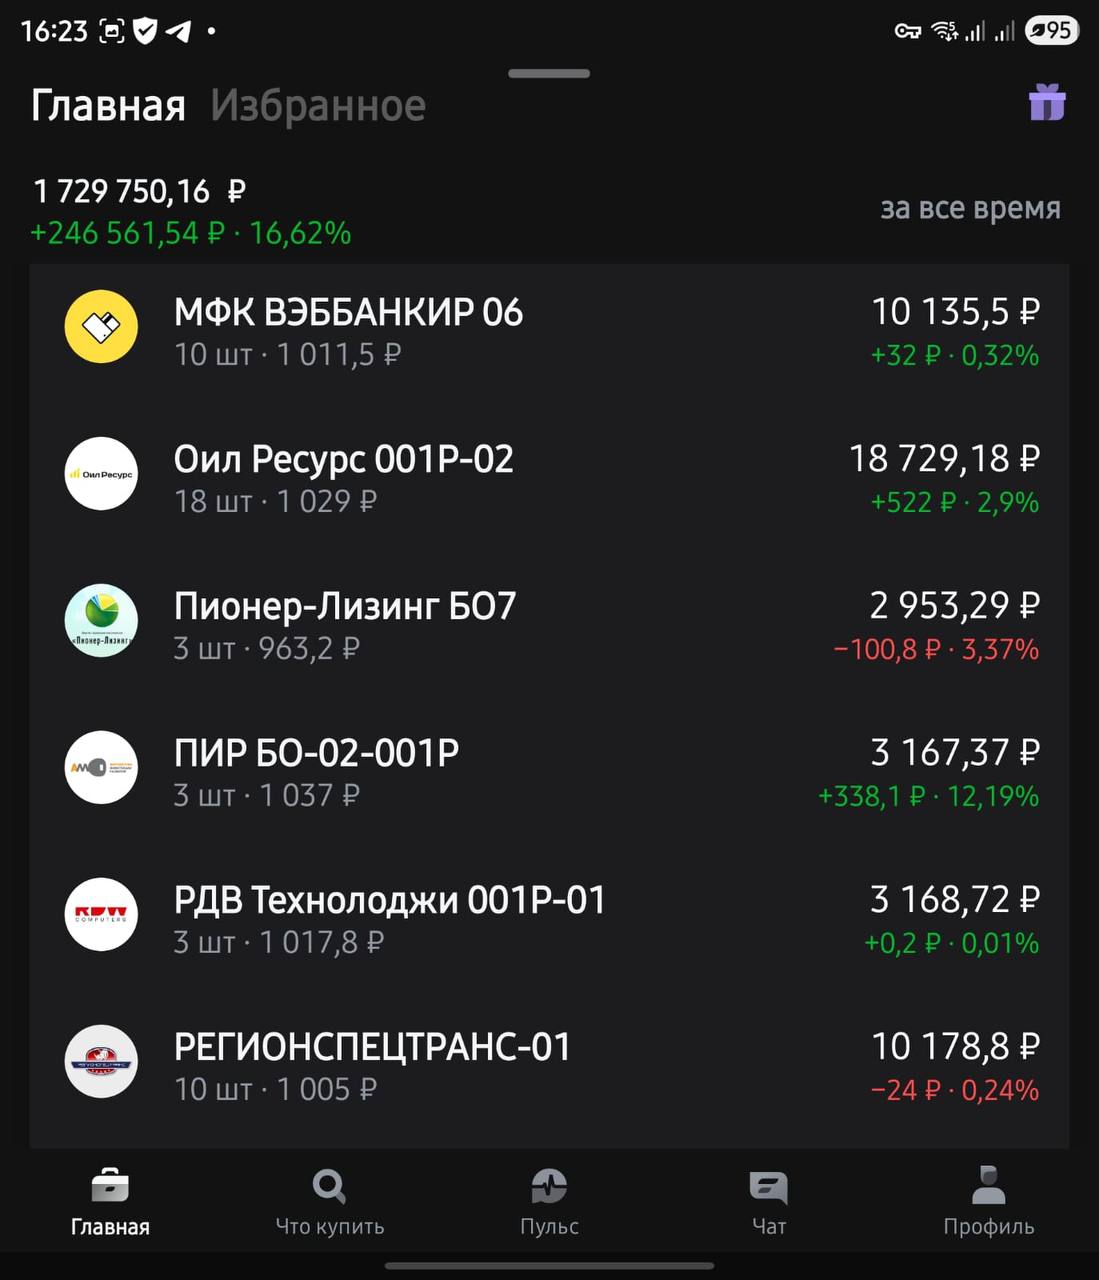 16:23 95
Главная Избранное
1 729 750,16 ₽
+246 561,54 ₽ · 16,62%
за все время
МФК ВЭББАНКИР 06
10 135,5 ₽
10 шт · 1 011,5 ₽
+32 ₽ · 0,32%
Оил Ресурс
Оил Ресурс 001P-02
18 729,18 ₽
18 шт · 1 029 ₽
+522 ₽ · 2,9%
«Пионер-Лизинг»
Пионер-Лизинг БО7
2 953,29 ₽
3 шт · 963,2 ₽
−100,8 ₽ · 3,37%
ПИР БО-02-001P
3 167,37 ₽
3 шт · 1 037 ₽
+338,1 ₽ · 12,19%
RDW
COMPUTERS
РДВ Технолоджи 001P-01
3 168,72 ₽
3 шт · 1 017,8 ₽
+0,2 ₽ · 0,01%
РЕГИОНСПЕЦТРАНС-01
10 178,8 ₽
10 шт · 1 005 ₽
−24 ₽ · 0,24%
Главная Что купить Пульс Чат Профиль